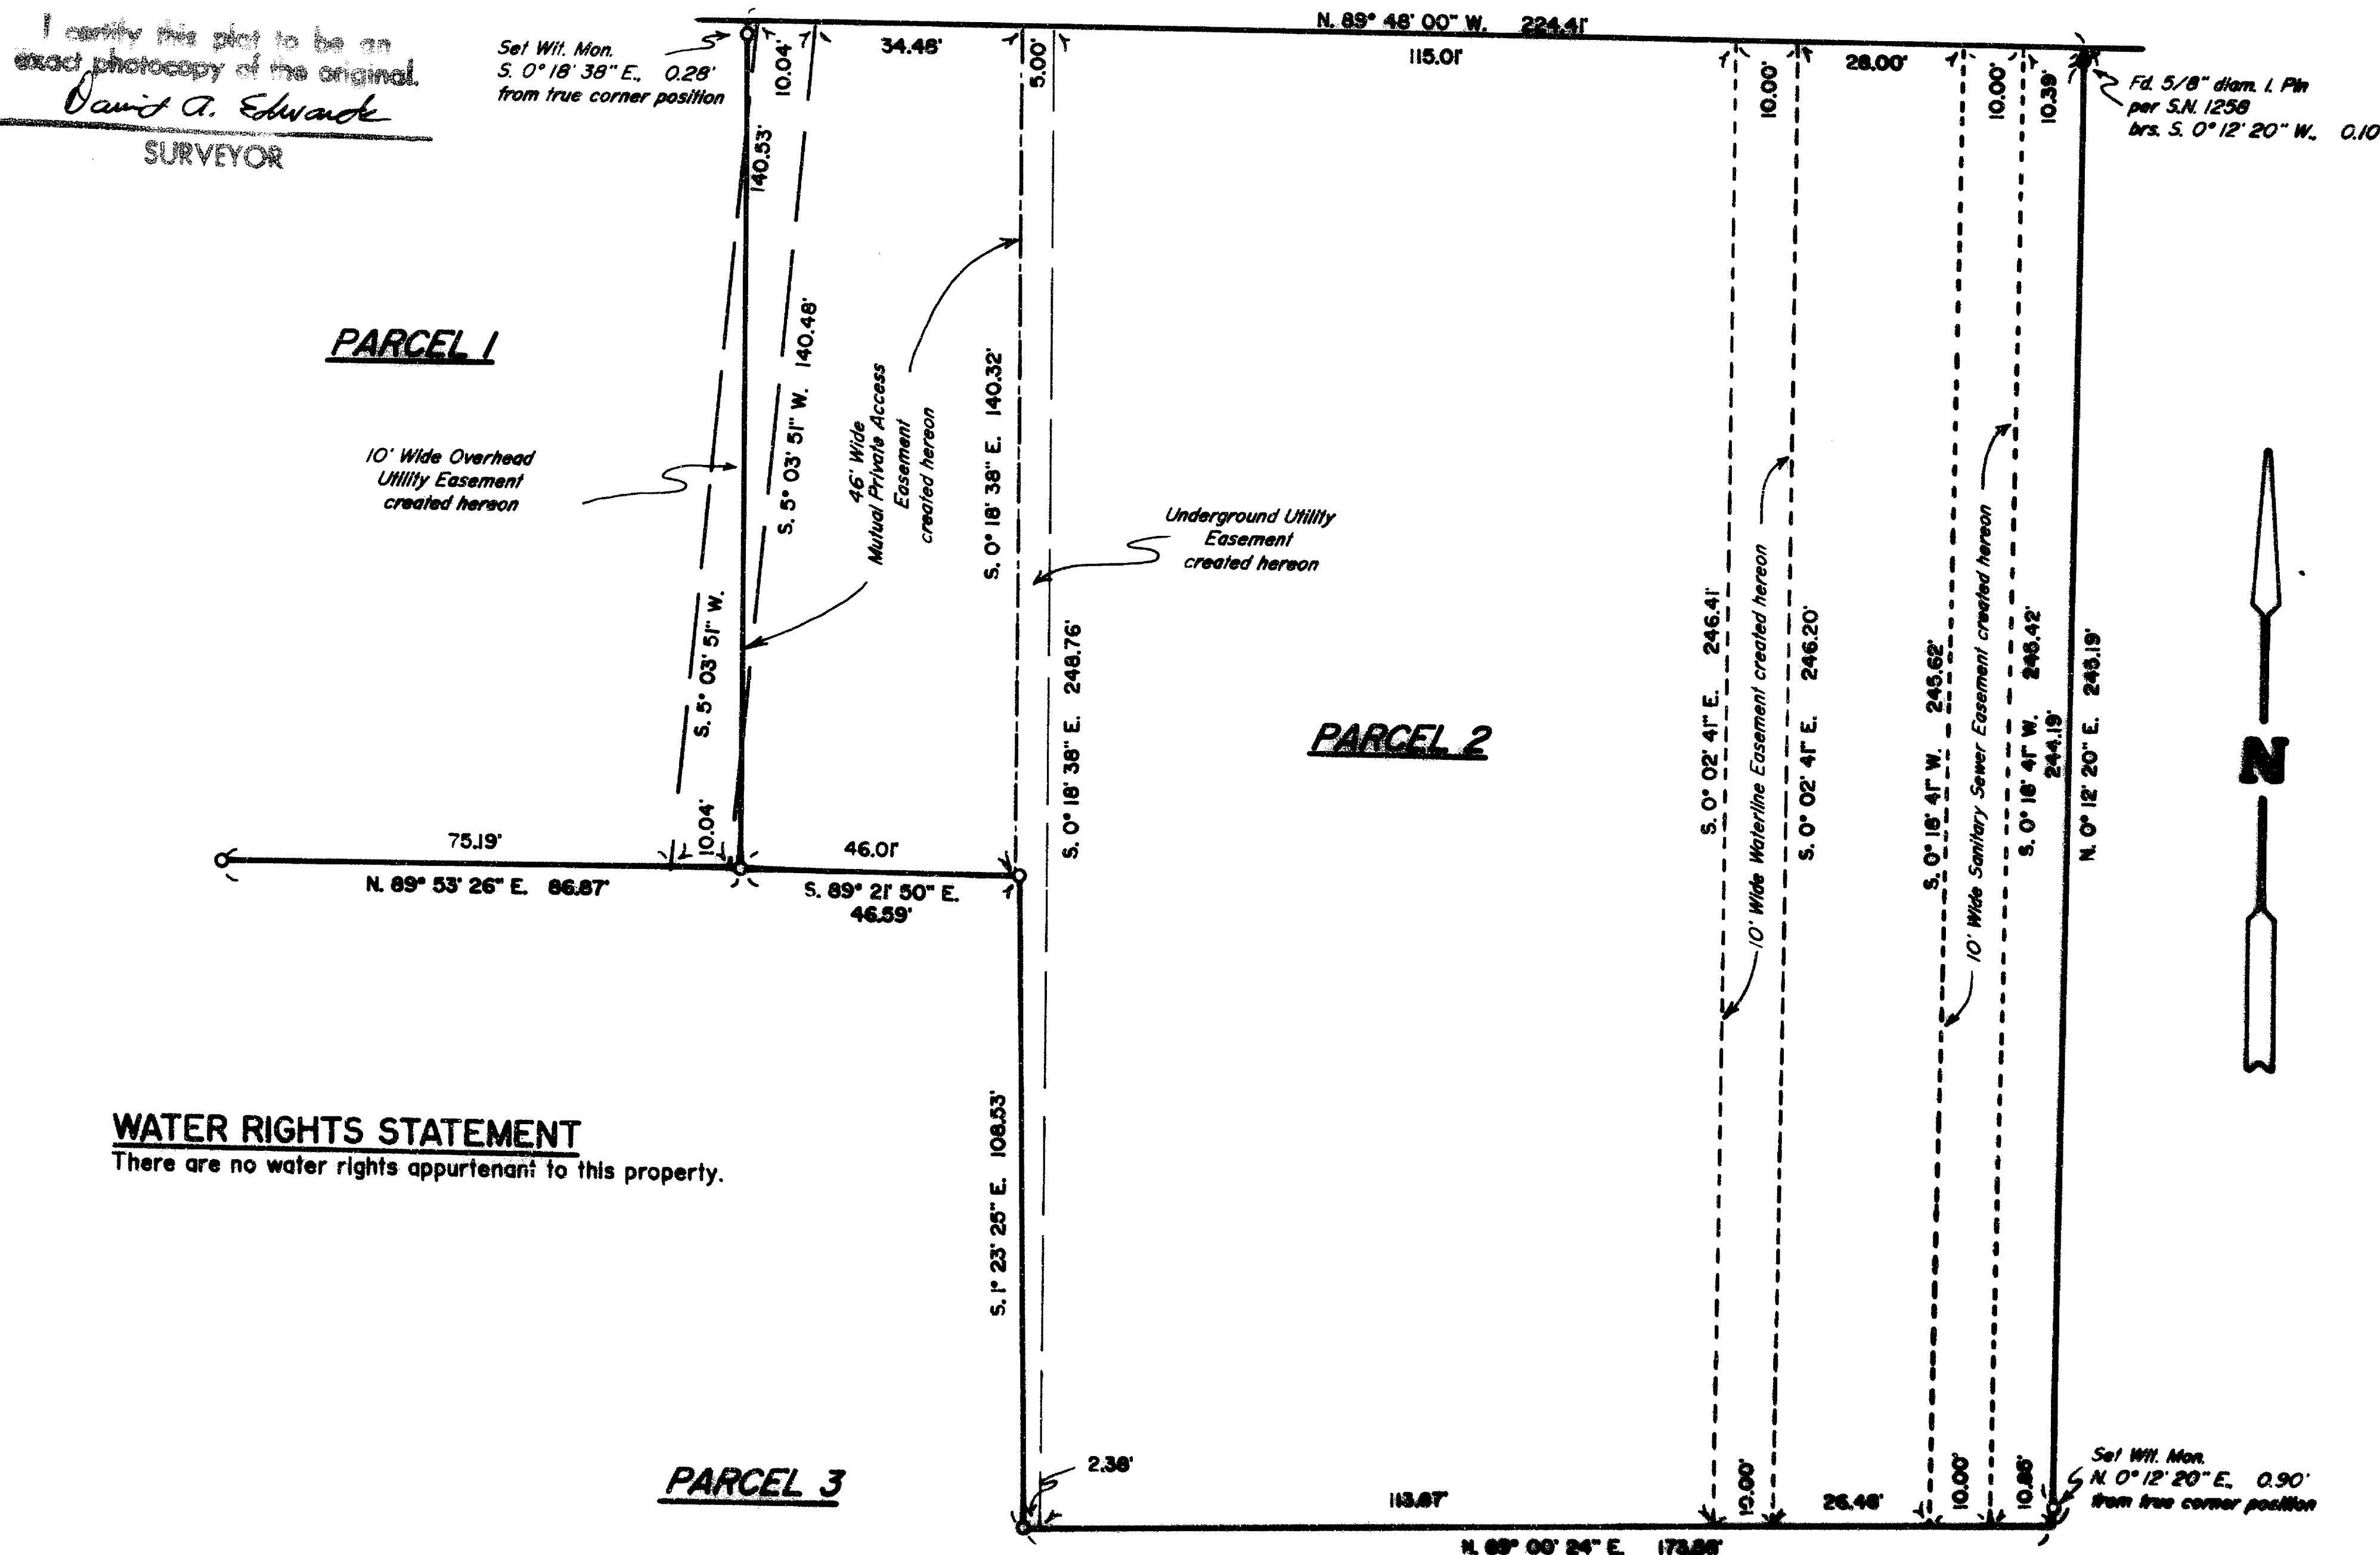 I certify this plat to be an
exact photocopy of the original.
David A. Edwards
SURVEYOR
Set Wit. Mon.
S. 0° 18' 38" E., 0.28'
from true corner position
N. 89° 48' 00" W. 224.41'
10.04'
34.48'
5.00'
115.01'
10.00'
28.00'
10.00'
10.39'
Fd. 5/8" diam. I. Pin
per S.N. 1258
brs. S. 0° 12' 20" W., 0.10
140.53'
PARCEL 1
S. 5° 03' 51" W. 140.48'
46' Wide
Mutual Private Access
Easement
created hereon
S. 0° 18' 38" E. 140.32'
10' Wide Overhead
Utility Easement
created hereon
Underground Utility
Easement
created hereon
S. 5° 03' 51" W.
S. 0° 18' 38" E. 248.76'
PARCEL 2
S. 0° 02' 41" E. 246.41'
10' Wide Waterline Easement created hereon
S. 0° 02' 41" E. 246.20'
S. 0° 18' 41" W. 245.62'
10' Wide Sanitary Sewer Easement created hereon
S. 0° 18' 41" W. 245.42'
244.19'
N. 0° 12' 20" E. 245.19'
N
10.04'
75.19'
46.01'
N. 89° 53' 26" E. 86.87'
S. 89° 21' 50" E.
46.59'
S. 1° 23' 25" E. 108.53'
WATER RIGHTS STATEMENT
There are no water rights appurtenant to this property.
PARCEL 3
2.38'
113.67'
10.00'
26.48'
10.00'
Set Wit. Mon.
N. 0° 12' 20" E., 0.90'
from true corner position
00' 24" E.